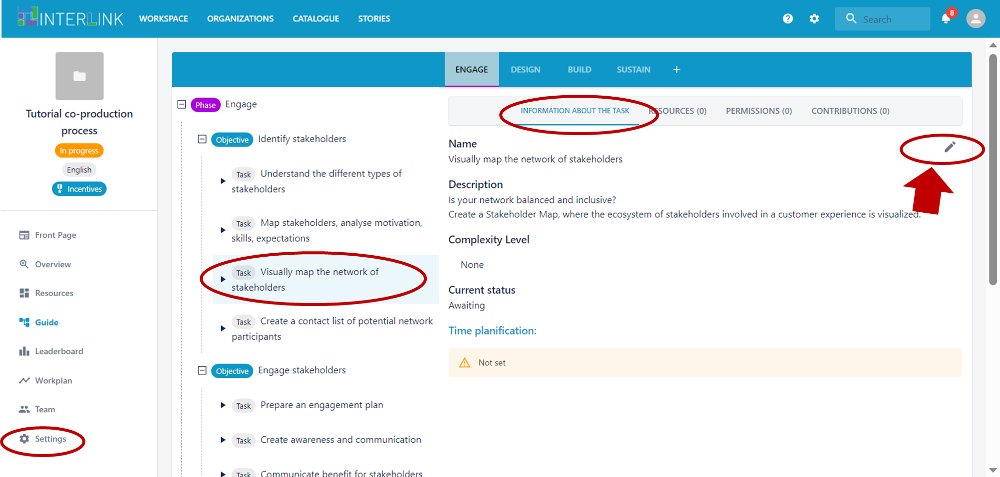 INTERLINK
WORKSPACE
ORGANIZATIONS
CATALOGUE
STORIES
Search
8
Tutorial co-production
process
In progress
English
Incentives
Front Page
Overview
Resources
Guide
Leaderboard
Workplan
Team
Settings
ENGAGE
DESIGN
BUILD
SUSTAIN
+
Phase Engage
Objective Identify stakeholders
Task Understand the different types of
stakeholders
Task Map stakeholders, analyse motivation,
skills, expectations
Task Visually map the network of
stakeholders
Task Create a contact list of potential network
participants
Objective Engage stakeholders
Task Prepare an engagement plan
Task Create awareness and communication
Task Communicate benefit for stakeholders
INFORMATION ABOUT THE TASK
RESOURCES (0)
PERMISSIONS (0)
CONTRIBUTIONS (0)
Name
Visually map the network of stakeholders
Description
Is your network balanced and inclusive?
Create a Stakeholder Map, where the ecosystem of stakeholders involved in a customer experience is visualized.
Complexity Level
None
Current status
Awaiting
Time planification:
Not set